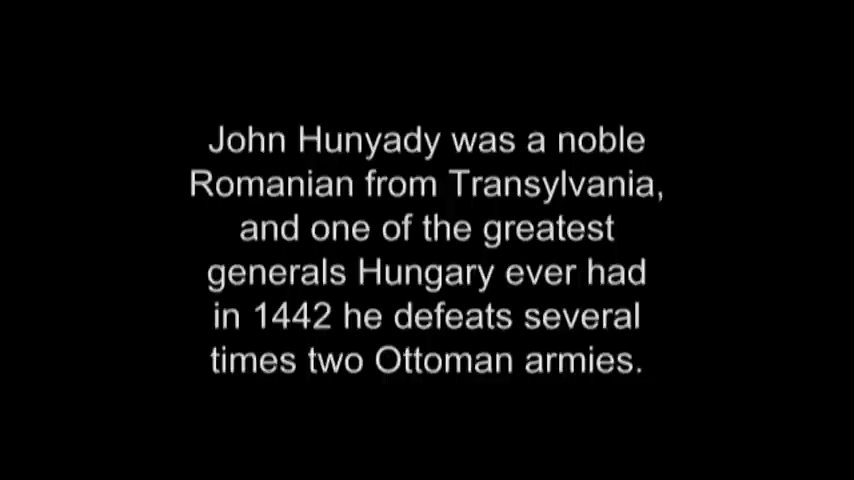 John Hunyady was a noble
Romanian from Transylvania,
and one of the greatest
generals Hungary ever had
in 1442 he defeats several
times two Ottoman armies.